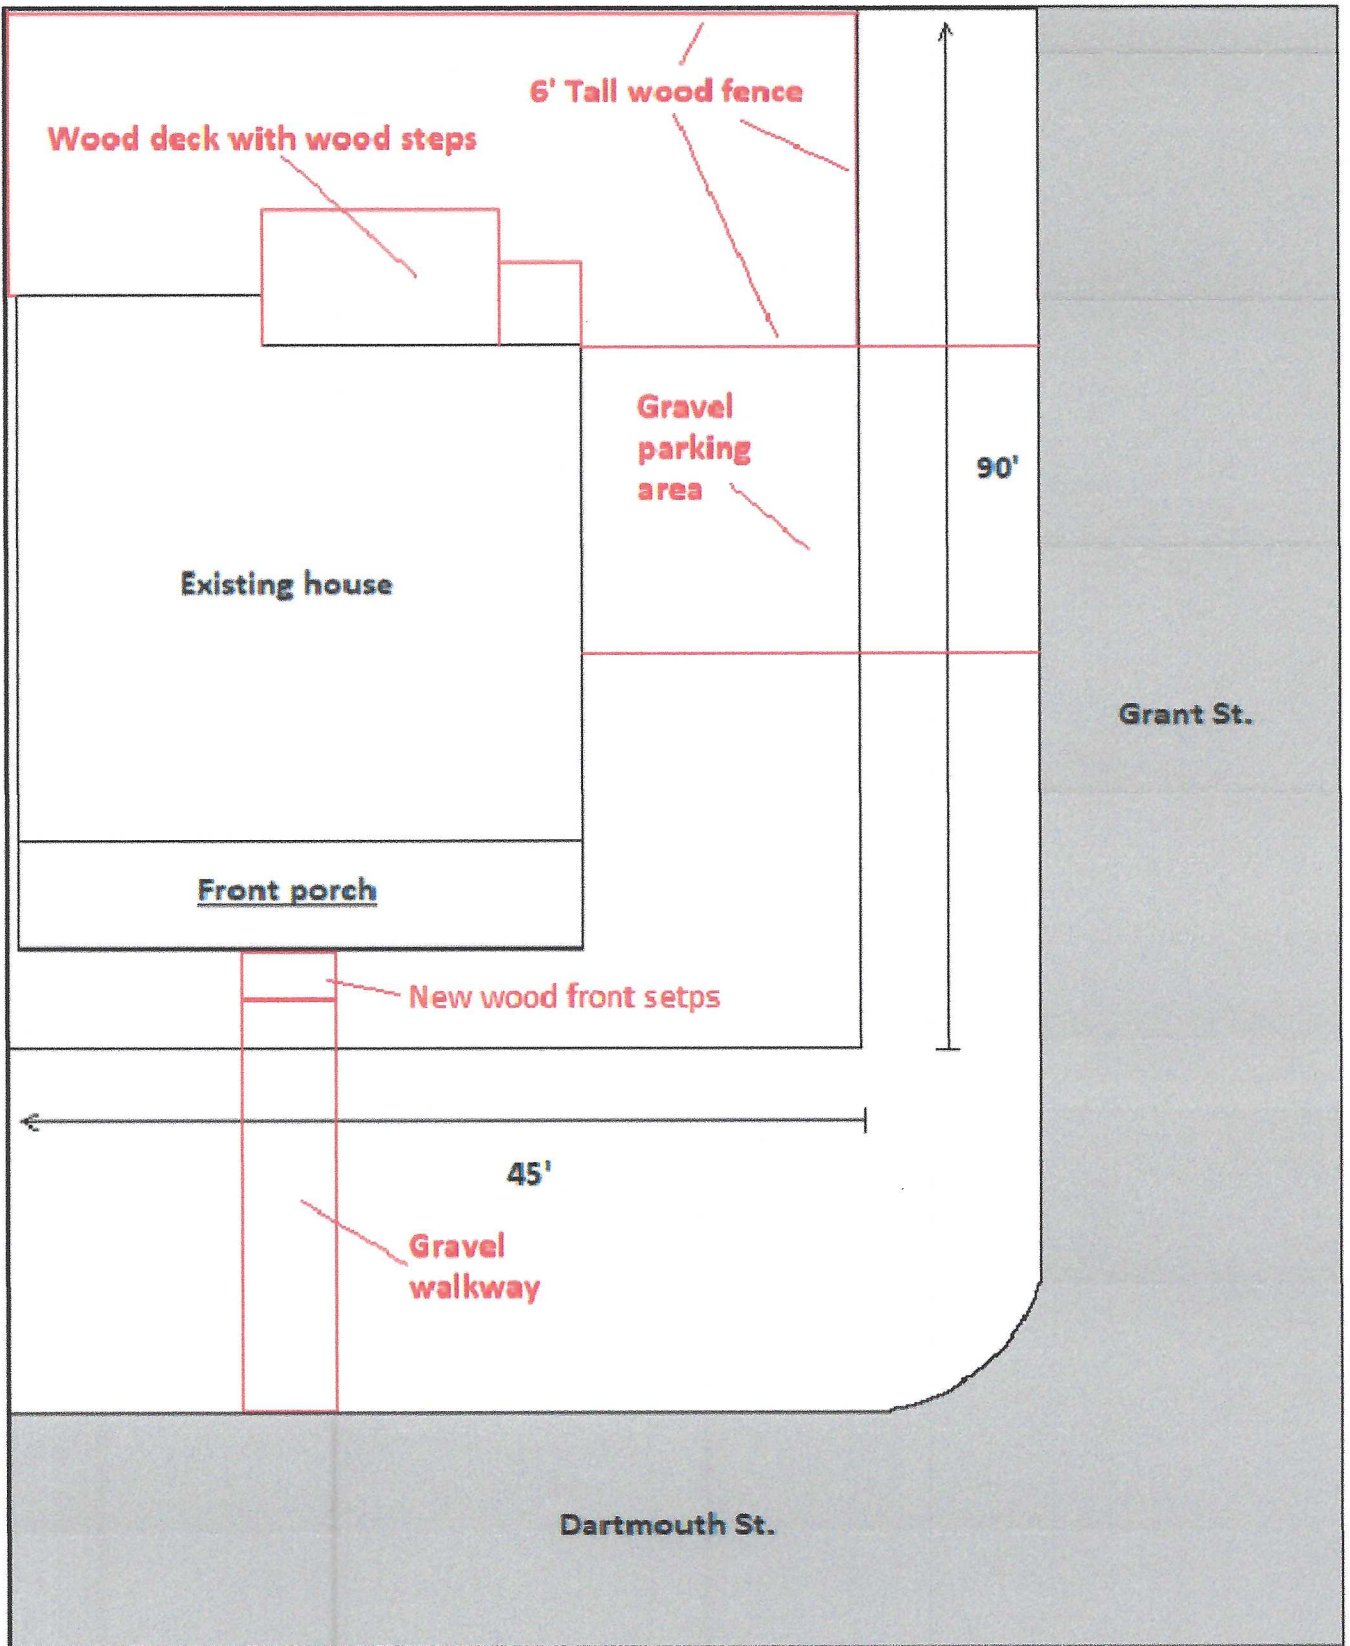 6' Tall wood fence
Wood deck with wood steps
Gravel
parking
area
90'
Existing house
Grant St.
Front porch
New wood front setps
45'
Gravel
walkway
Dartmouth St.